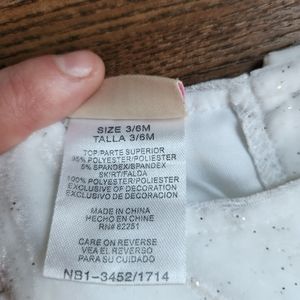 SIZE 3/6M
TALLA 3/6M
TOP/PARTE SUPERIOR
95% POLYESTER/POLIESTER
5% SPANDEX/SPANDEX
SKIRT/FALDA
100% POLYESTER/POLIESTER
EXCLUSIVE OF DECORATION
EXCLUSIVO DE DECORACION
MADE IN CHINA
HECHO EN CHINA
RN# 62251
CARE ON REVERSE
VEA EL REVERSO
PARA SU CUIDADO
NB1-3452/1714